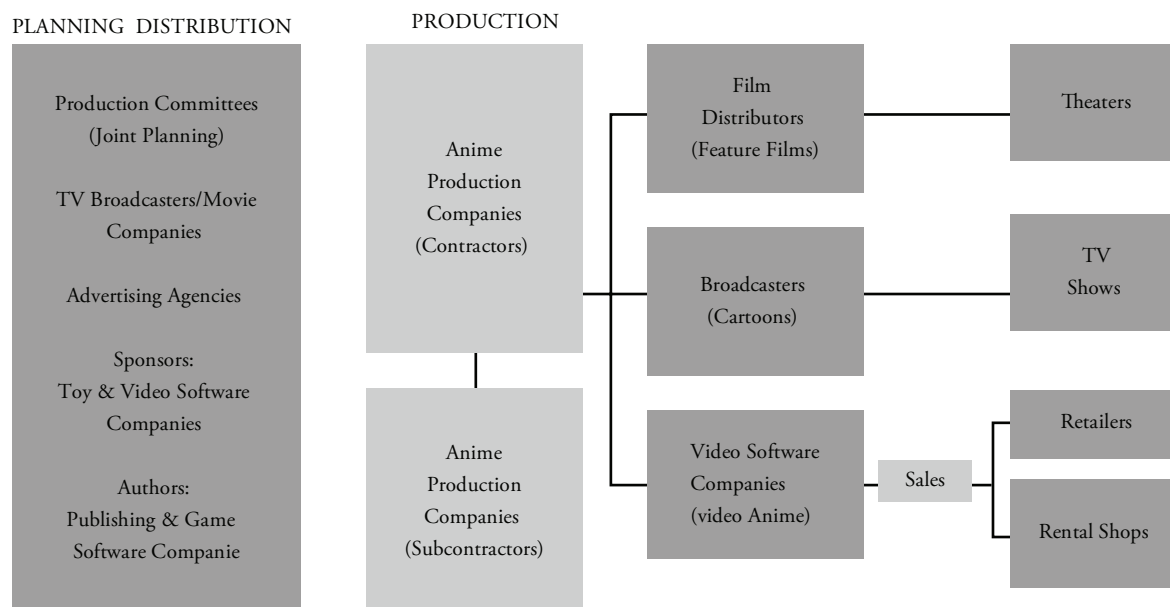 PLANNING DISTRIBUTION
Production Committees
(Joint Planning)
TV Broadcasters/Movie
Companies
Advertising Agencies
Sponsors:
Toy & Video Software
Companies
Authors:
Publishing & Game
Software Companie
PRODUCTION
Anime
Production
Companies
(Contractors)
Anime
Production
Companies
(Subcontractors)
Film
Distributors
(Feature Films)
Broadcasters
(Cartoons)
Video Software
Companies
(video Anime)
Sales
Theaters
TV
Shows
Retailers
Rental Shops